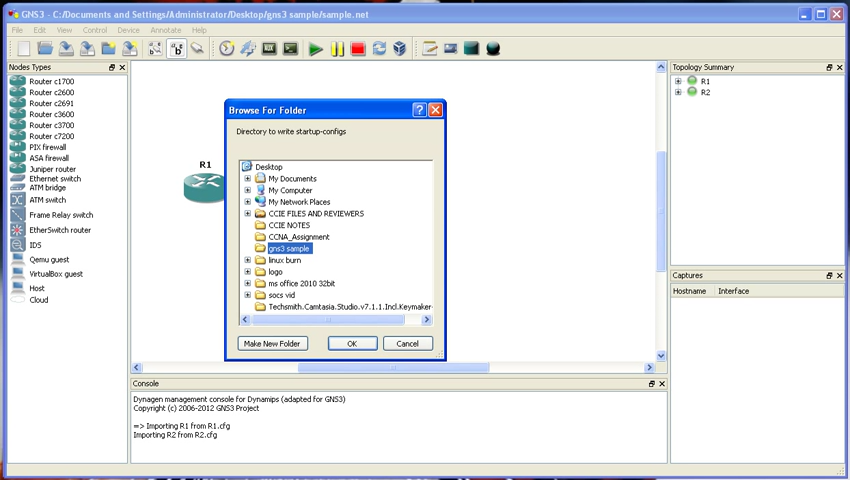 GNS3 - C:/Documents and Settings/Administrator/Desktop/gns3 sample/sample.net
File Edit View Control Device Annotate Help
Nodes Types
Router c1700
Router c2600
Router c2691
Router c3600
Router c3700
Router c7200
PIX firewall
ASA firewall
Juniper router
Ethernet switch
ATM bridge
ATM switch
Frame Relay switch
EtherSwitch router
IDS
Qemu guest
VirtualBox guest
Host
Cloud
R1
Browse For Folder
Directory to write startup-configs
Desktop
My Documents
My Computer
My Network Places
CCIE FILES AND REVIEWERS
CCIE NOTES
CCNA_Assignment
gns3 sample
linux burn
logo
ms office 2010 32bit
socs vid
Techsmith.Camtasia.Studio.v7.1.1.Incl.Keymaker-
Make New Folder
OK
Cancel
Topology Summary
R1
R2
Captures
Hostname Interface
Console
Dynagen management console for Dynamips (adapted for GNS3)
Copyright (c) 2006-2012 GNS3 Project
=> Importing R1 from R1.cfg
Importing R2 from R2.cfg